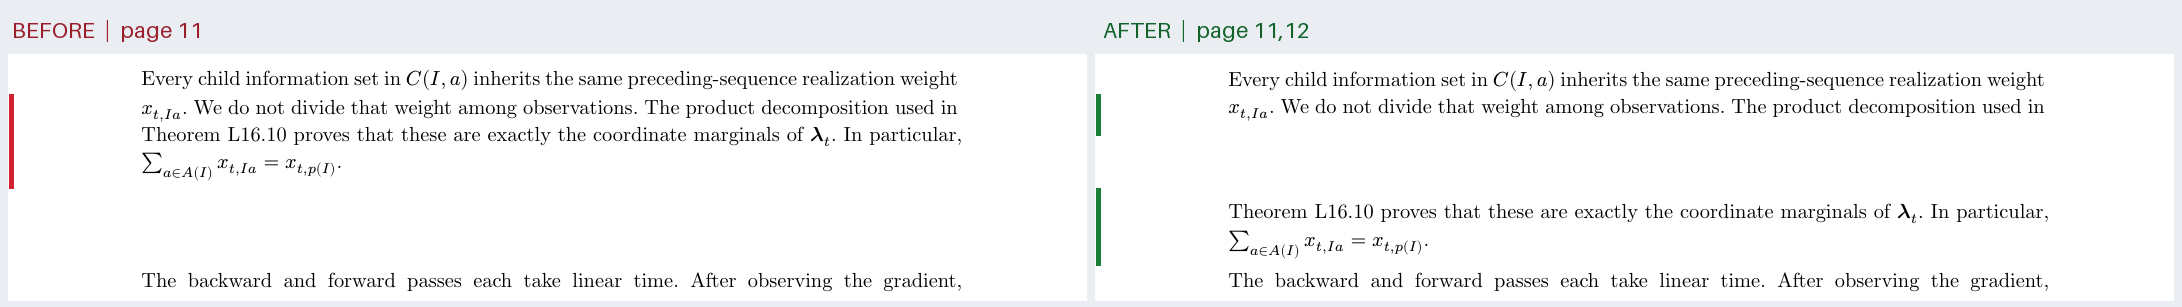 BEFORE | page 11
Every child information set in C(I, a) inherits the same preceding-sequence realization weight
x_{t,Ia}. We do not divide that weight among observations. The product decomposition used in
Theorem L16.10 proves that these are exactly the coordinate marginals of λ_t. In particular,
∑_{a∈A(I)} x_{t,Ia} = x_{t,p(I)}.
The backward and forward passes each take linear time. After observing the gradient,
AFTER | page 11,12
Every child information set in C(I, a) inherits the same preceding-sequence realization weight
x_{t,Ia}. We do not divide that weight among observations. The product decomposition used in
Theorem L16.10 proves that these are exactly the coordinate marginals of λ_t. In particular,
∑_{a∈A(I)} x_{t,Ia} = x_{t,p(I)}.
The backward and forward passes each take linear time. After observing the gradient,